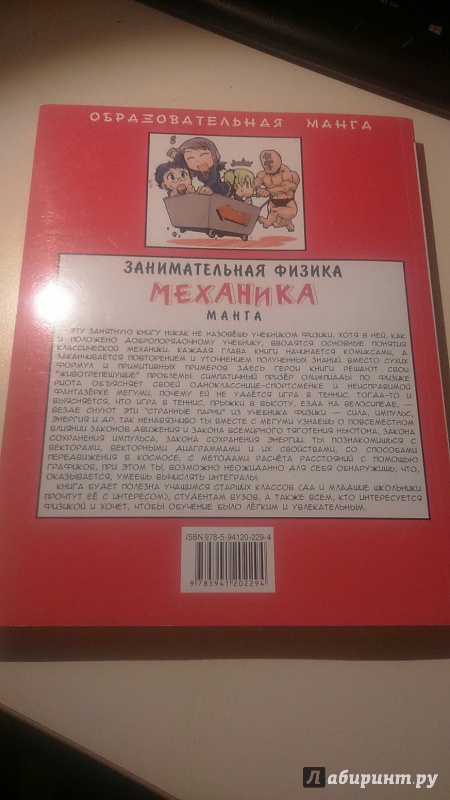 ОБРАЗОВАТЕЛЬНАЯ МАНГА
ЗАНИМАТЕЛЬНАЯ ФИЗИКА
МЕХАНИКА
МАНГА
ЭТУ ЗАНЯТНУЮ КНИГУ НИКАК НЕ НАЗОВЁШЬ УЧЕБНИКОМ ФИЗИКИ, ХОТЯ В НЕЙ, КАК
И ПОЛОЖЕНО ДОБРОПОРЯДОЧНОМУ УЧЕБНИКУ, ВВОДЯТСЯ ОСНОВНЫЕ ПОНЯТИЯ
КЛАССИЧЕСКОЙ МЕХАНИКИ. КАЖДАЯ ГЛАВА КНИГИ НАЧИНАЕТСЯ КОМИКСАМИ, А
ЗАКАНЧИВАЕТСЯ ПОВТОРЕНИЕМ И УТОЧНЕНИЕМ ПОЛУЧЕННЫХ ЗНАНИЙ. ВМЕСТО СУХИХ
ФОРМУЛ И ПРИМИТИВНЫХ ПРИМЕРОВ ЗДЕСЬ ГЕРОИ КНИГИ РЕШАЮТ СВОИ
"ЖИВОТРЕПЕЩУЩИЕ" ПРОБЛЕМЫ. СИМПАТИЧНЫЙ ПРИЗЁР ОЛИМПИАДЫ ПО ФИЗИКЕ
РИОТА ОБЪЯСНЯЕТ СВОЕЙ ОДНОКЛАССНИЦЕ-СПОРТСМЕНКЕ И НЕИСПРАВИМОЙ
ФАНТАЗЁРКЕ МЕГУМИ, ПОЧЕМУ ЕЙ НЕ УДАЁТСЯ ИГРА В ТЕННИС. ТОГДА-ТО И
ВЫЯСНЯЕТСЯ, ЧТО ИГРА В ТЕННИС, ПРЫЖКИ В ВЫСОТУ, ЕЗДА НА ВЕЛОСИПЕДЕ, —
ВЕЗДЕ СНУЮТ ЭТИ "СТРАННЫЕ ПАРНИ" ИЗ УЧЕБНИКА ФИЗИКИ — СИЛА, ИМПУЛЬС,
ЭНЕРГИЯ И ДР. ТАК НЕНАВЯЗЧИВО ТЫ ВМЕСТЕ С МЕГУМИ УЗНАЕШЬ О ПОВСЕМЕСТНОМ
ВЛИЯНИИ ЗАКОНОВ ДВИЖЕНИЯ И ЗАКОНА ВСЕМИРНОГО ТЯГОТЕНИЯ НЬЮТОНА, ЗАКОНА
СОХРАНЕНИЯ ИМПУЛЬСА, ЗАКОНА СОХРАНЕНИЯ ЭНЕРГИИ. ТЫ ПОЗНАКОМИШЬСЯ С
ВЕКТОРАМИ, ВЕКТОРНЫМИ ДИАГРАММАМИ И ИХ СВОЙСТВАМИ, СО СПОСОБАМИ
ПЕРЕДВИЖЕНИЯ В КОСМОСЕ, С МЕТОДАМИ РАСЧЁТА РАССТОЯНИЙ С ПОМОЩЬЮ
ГРАФИКОВ, ПРИ ЭТОМ ТЫ, ВОЗМОЖНО НЕОЖИДАННО ДЛЯ СЕБЯ ОБНАРУЖИШЬ, ЧТО,
ОКАЗЫВАЕТСЯ, УМЕЕШЬ ВЫЧИСЛЯТЬ ИНТЕГРАЛЫ.
КНИГА БУДЕТ ПОЛЕЗНА УЧАЩИМСЯ СТАРШИХ КЛАССОВ (ДА И МЛАДШИЕ ШКОЛЬНИКИ
ПРОЧТУТ ЕЁ С ИНТЕРЕСОМ), СТУДЕНТАМ ВУЗОВ, А ТАКЖЕ ВСЕМ, КТО ИНТЕРЕСУЕТСЯ
ФИЗИКОЙ И ХОЧЕТ, ЧТОБЫ ОБУЧЕНИЕ БЫЛО ЛЁГКИМ И УВЛЕКАТЕЛЬНЫМ.
ISBN 978-5-94120-229-4
9 785941 202294
Лабиринт.ру